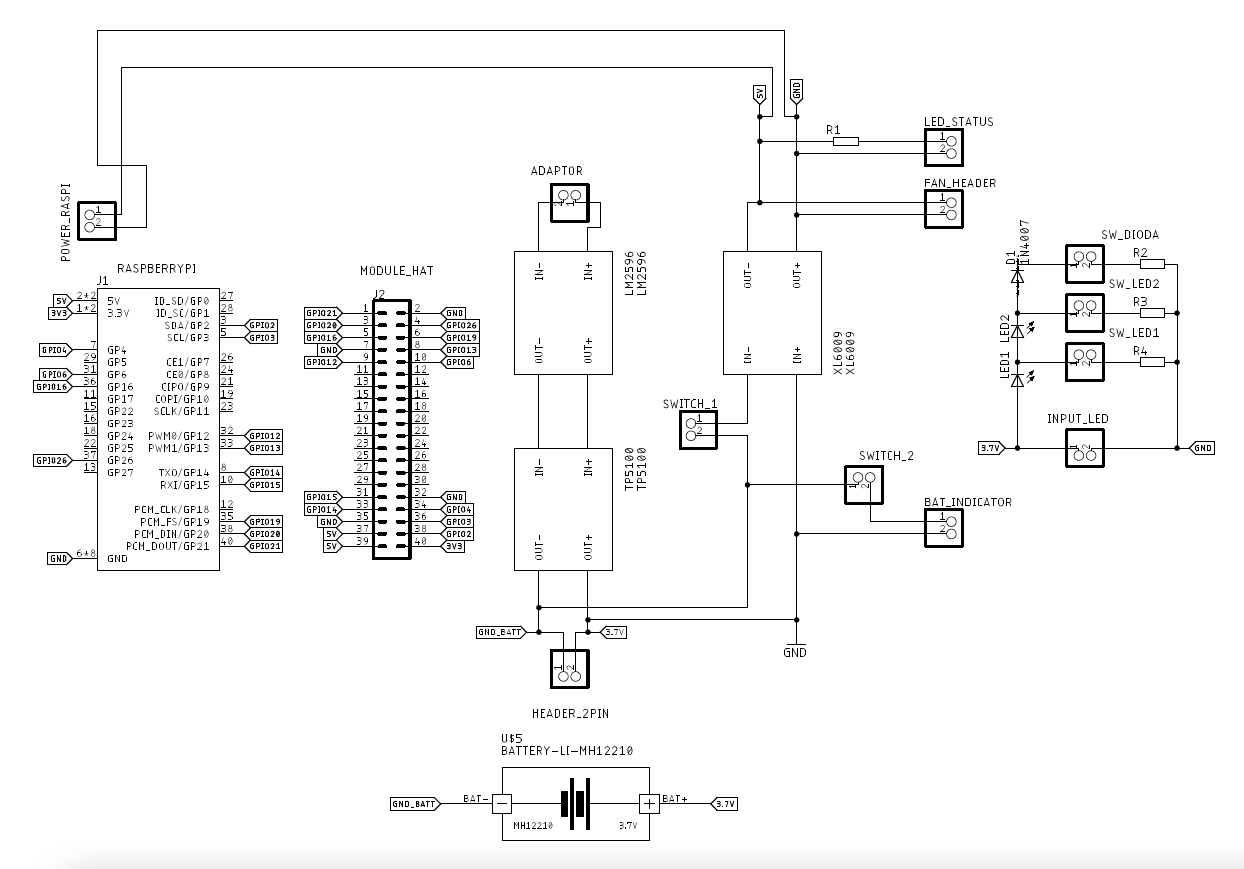 5V
GND
LED_STATUS
R1
1
2
ADAPTOR
2
1
FAN_HEADER
1
2
POWER_RASPI
1
2
IN-
IN+
LM2596
LM2596
OUT-
OUT+
OUT-
OUT+
IN-
IN+
XL6009
XL6009
D1
1N4007
SW_DIODA
1
2
R2
SW_LED2
LED2
1
2
R3
SW_LED1
LED1
1
2
R4
INPUT_LED
3.7V
1
2
GND
RASPBERRYPI
J1
5V 2*2 5V ID_SD/GP0 27
3V3 1*2 3.3V ID_SC/GP1 28
SDA/GP2 3 GPIO2
SCL/GP3 5 GPIO3
GPIO4 7 GP4
29 GP5 CE1/GP7 26
GPIO6 31 GP6 CE0/GP8 24
GPIO16 36 GP16 CIPO/GP9 21
11 GP17 COPI/GP10 19
15 GP22 SCLK/GP11 23
16 GP23
18 GP24 PWM0/GP12 32 GPIO12
22 GP25 PWM1/GP13 33 GPIO13
GPIO26 37 GP26
13 GP27 TXO/GP14 8 GPIO14
RXI/GP15 10 GPIO15
PCM_CLK/GP18 12
PCM_FS/GP19 35 GPIO19
PCM_DIN/GP20 38 GPIO20
PCM_DOUT/GP21 40 GPIO21
GND 6*8 GND
MODULE_HAT
J2
GPIO21 1 2 GND
GPIO20 3 4 GPIO26
GPIO16 5 6 GPIO19
GND 7 8 GPIO13
GPIO12 9 10 GPIO6
11 12
13 14
15 16
17 18
19 20
21 22
23 24
25 26
27 28
29 30
GPIO15 31 32 GND
GPIO14 33 34 GPIO4
GND 35 36 GPIO3
5V 37 38 GPIO2
5V 39 40 3V3
SWITCH_1
1
2
IN-
IN+
TP5100
TP5100
OUT-
OUT+
SWITCH_2
1
2
BAT_INDICATOR
1
2
GND_BATT
3.7V
GND
1
2
HEADER_2PIN
U$5
BATTERY-LI-MH12210
GND_BATT BAT- BAT+ 3.7V
MH12210 3.7V